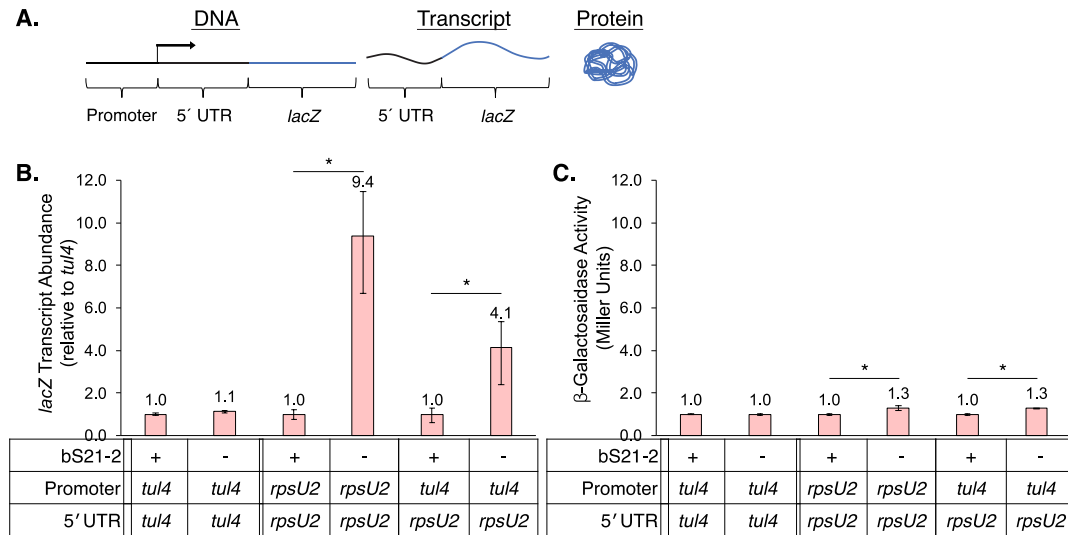 A.
DNA Transcript Protein
Promoter 5´ UTR lacZ 5´ UTR lacZ
B.
lacZ Transcript Abundance
(relative to tul4)
12.0
10.0
8.0
6.0
4.0
2.0
0.0
1.0 1.1 1.0 9.4 1.0 4.1
* *
bS21-2 + - + - + -
Promoter tul4 tul4 rpsU2 rpsU2 tul4 tul4
5′ UTR tul4 tul4 rpsU2 rpsU2 rpsU2 rpsU2
C.
β-Galactosaidase Activity
(Miller Units)
12.0
10.0
8.0
6.0
4.0
2.0
0.0
1.0 1.0 1.0 1.3 1.0 1.3
* *
bS21-2 + - + - + -
Promoter tul4 tul4 rpsU2 rpsU2 tul4 tul4
5′ UTR tul4 tul4 rpsU2 rpsU2 rpsU2 rpsU2